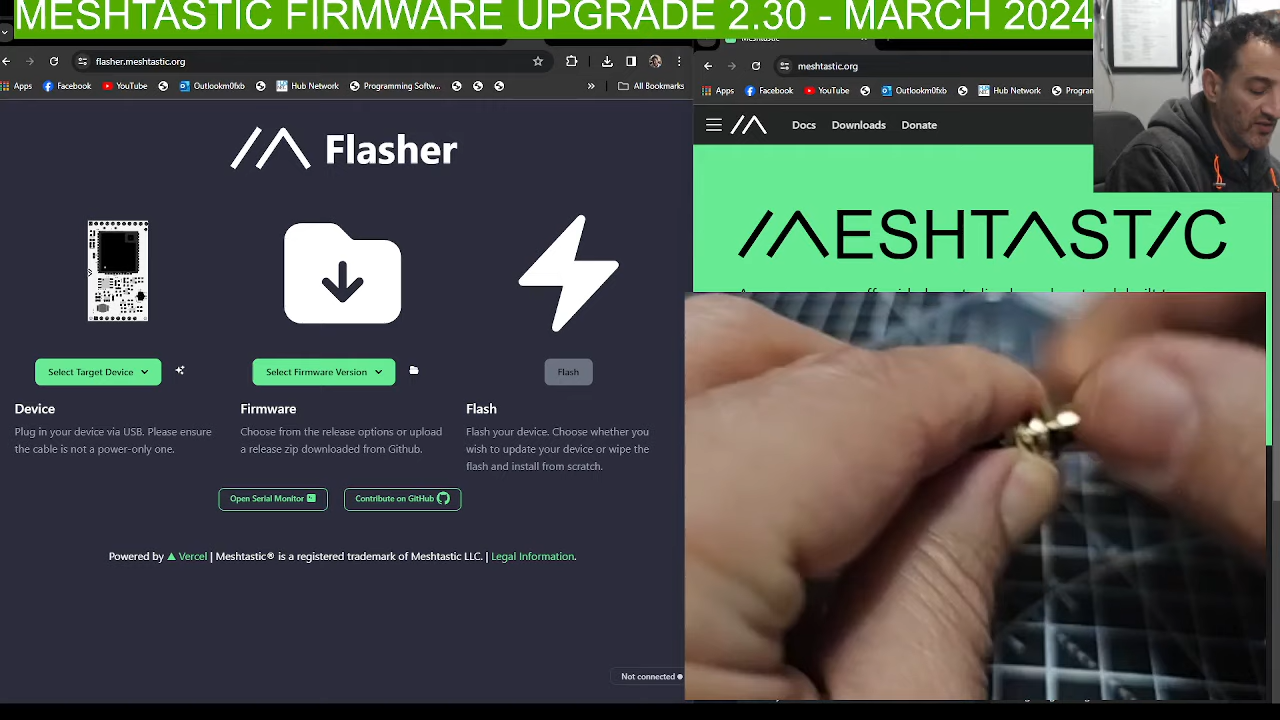 MESHTASTIC FIRMWARE UPGRADE 2.30 - MARCH 2024
flasher.meshtastic.org
Apps Facebook YouTube Outlookm0fxb Hub Network Programming Softw... » All Bookmarks
Flasher
Select Target Device
Select Firmware Version
Flash
Device
Plug in your device via USB. Please ensure
the cable is not a power-only one.
Firmware
Choose from the release options or upload
a release zip downloaded from Github.
Flash
Flash your device. Choose whether you
wish to update your device or wipe the
flash and install from scratch.
Open Serial Monitor
Contribute on GitHub
Powered by Vercel | Meshtastic® is a registered trademark of Meshtastic LLC. | Legal Information.
Not connected
Meshtastic
meshtastic.org
Apps Facebook YouTube Outlookm0fxb Hub Network
Docs Downloads Donate
MESHTASTIC